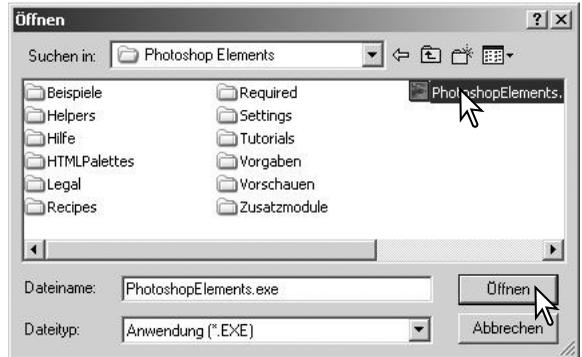 Öffnen
Suchen in: Photoshop Elements
Beispiele Required PhotoshopElements.
Helpers Settings
Hilfe Tutorials
HTMLPalettes Vorgaben
Legal Vorschauen
Recipes Zusatzmodule
Dateiname: PhotoshopElements.exe Öffnen
Dateityp: Anwendung (*.EXE) Abbrechen